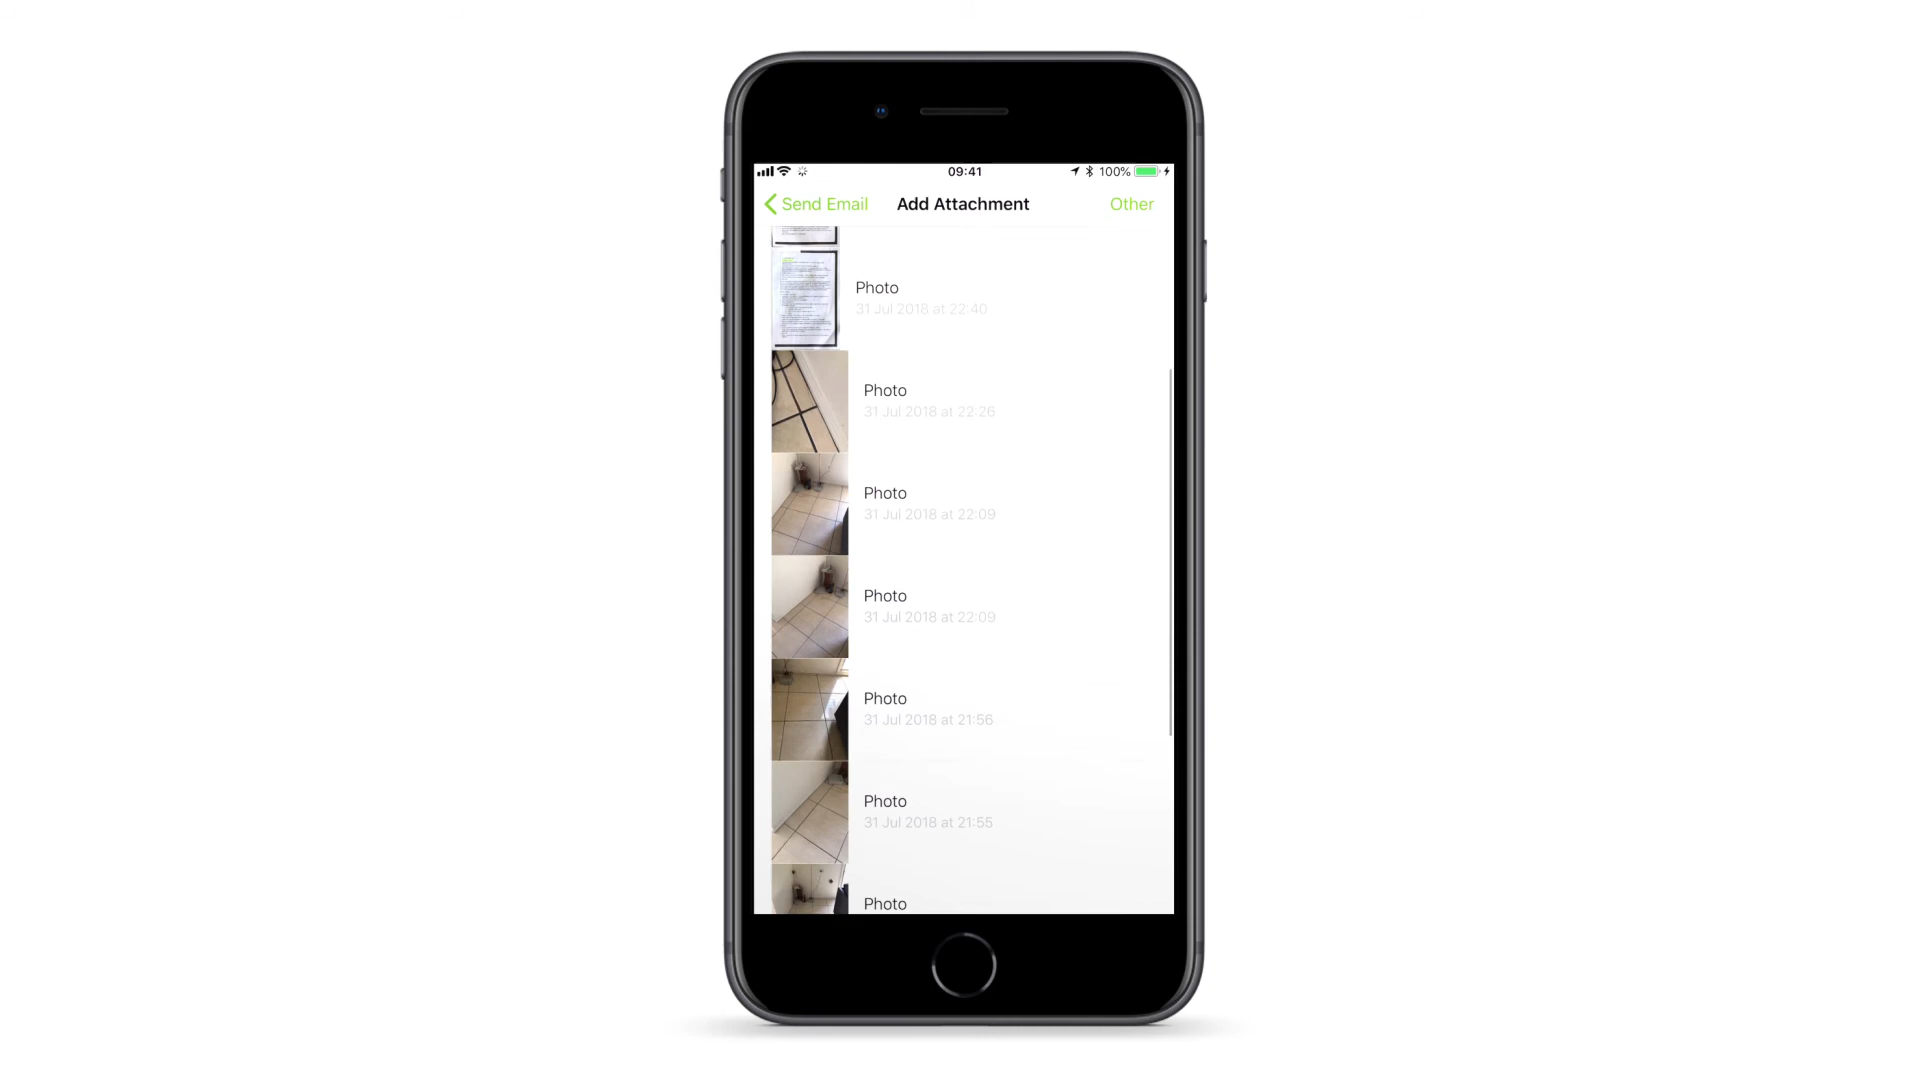 09:41
100%
Send Email
Add Attachment
Other
Photo
31 Jul 2018 at 22:40
Photo
31 Jul 2018 at 22:26
Photo
31 Jul 2018 at 22:09
Photo
31 Jul 2018 at 22:09
Photo
31 Jul 2018 at 21:56
Photo
31 Jul 2018 at 21:55
Photo